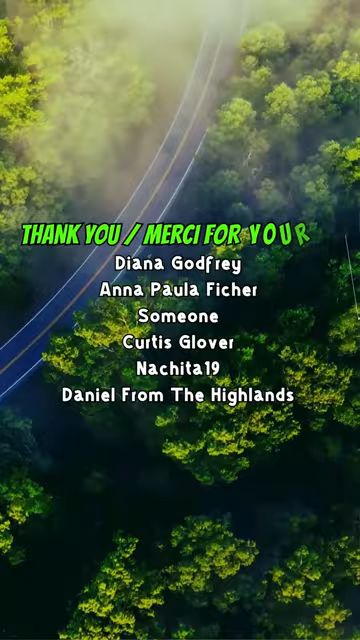 THANK YOU / MERCI FOR YOUR
Diana Godfrey
Anna Paula Ficher
Someone
Curtis Glover
Nachita19
Daniel From The Highlands